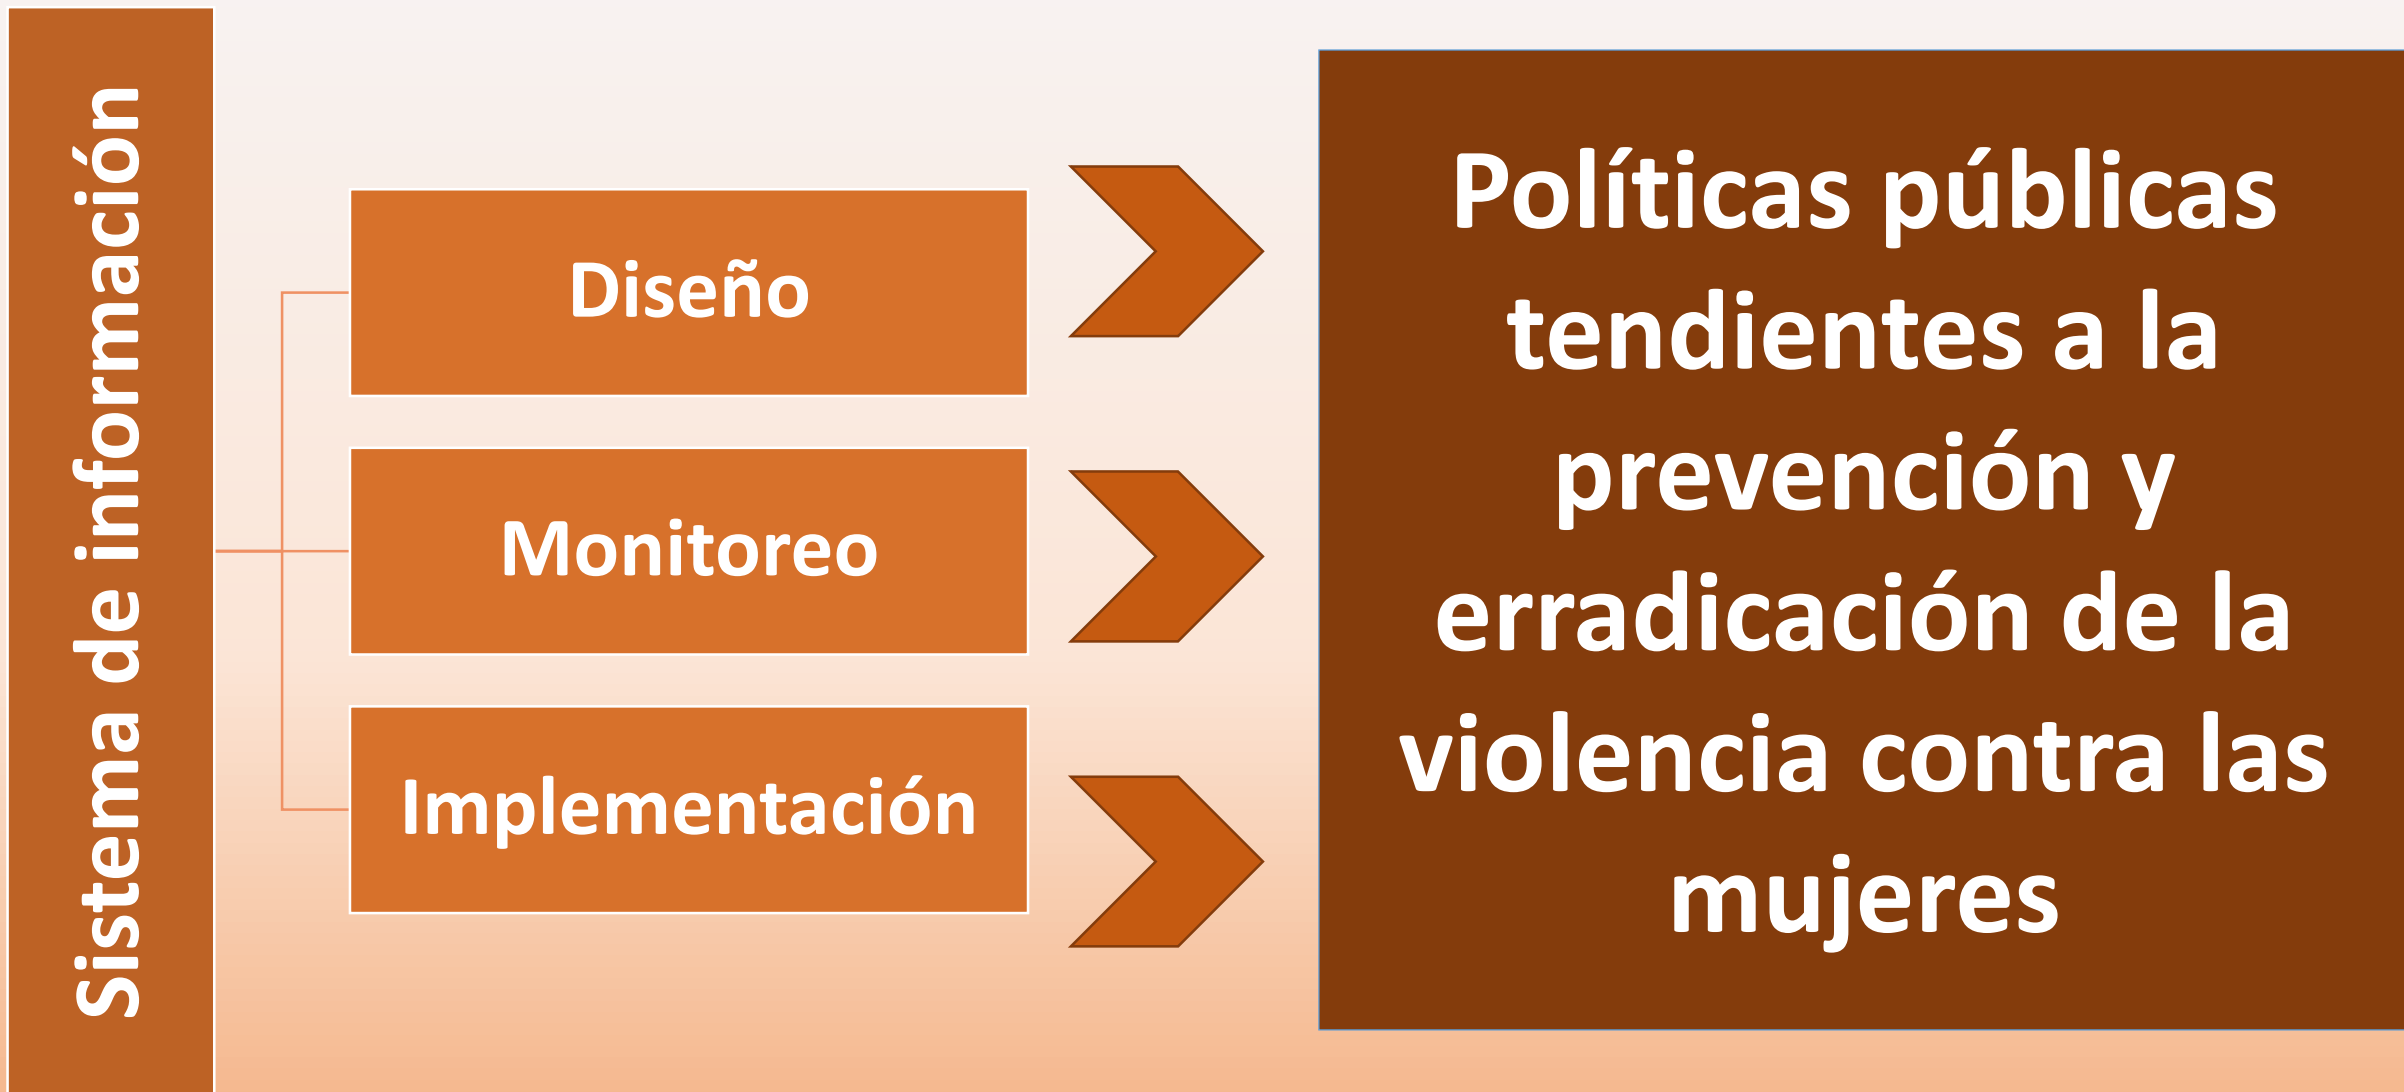 Sistema de información
Diseño
Monitoreo
Implementación
Políticas públicas
tendientes a la
prevención y
erradicación de la
violencia contra las
mujeres